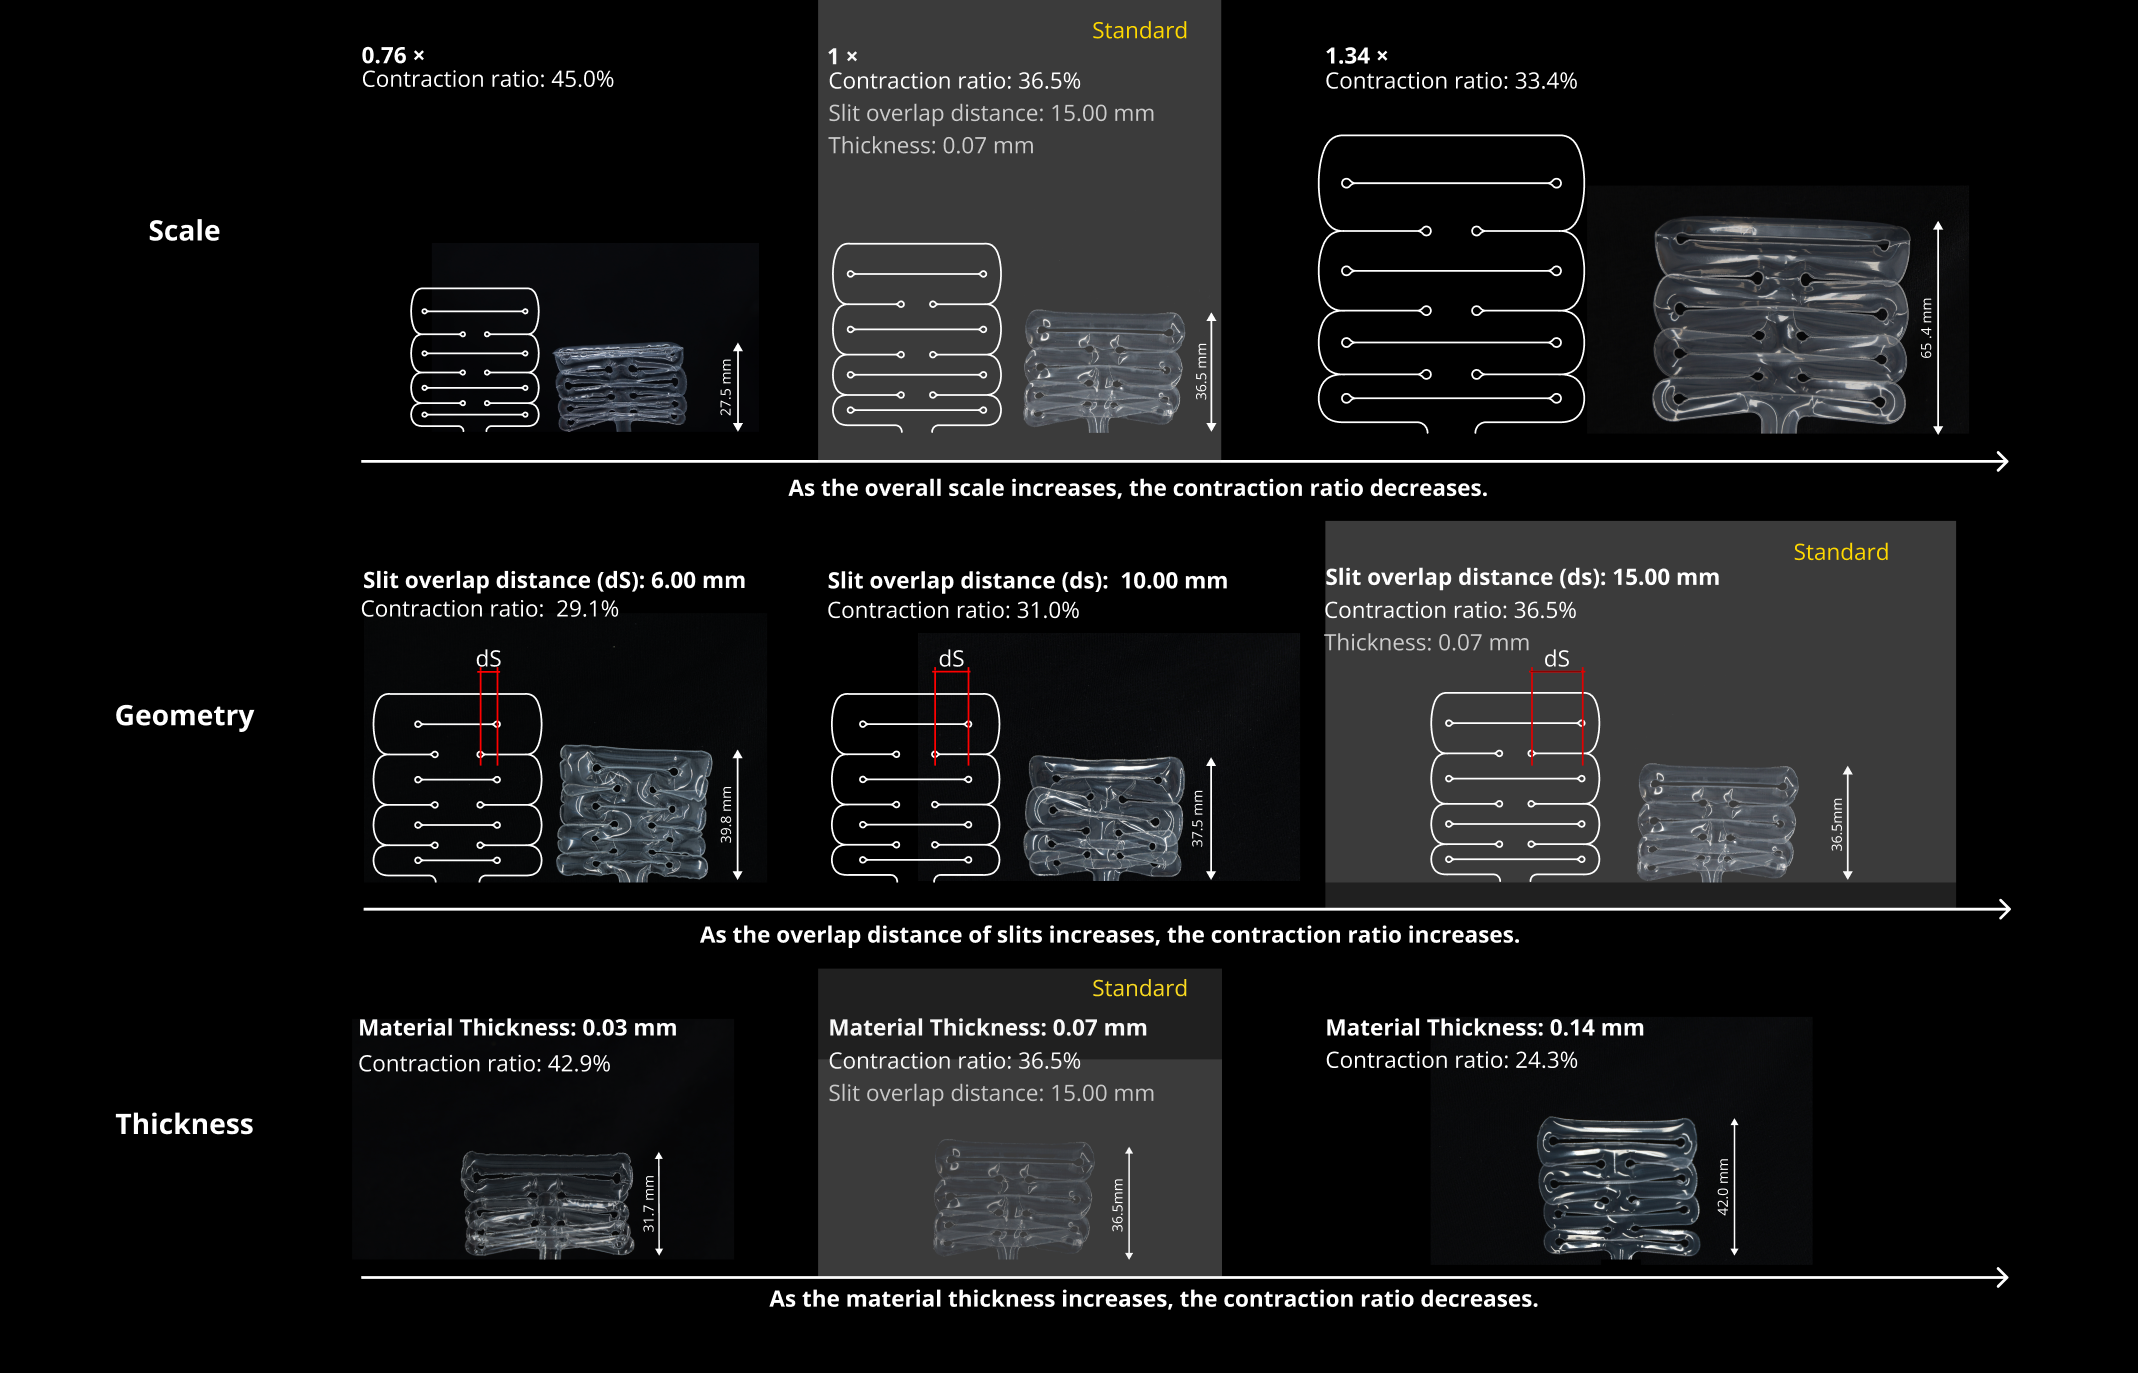 Standard
0.76 ×
Contraction ratio: 45.0%
1 ×
Contraction ratio: 36.5%
Slit overlap distance: 15.00 mm
Thickness: 0.07 mm
1.34 ×
Contraction ratio: 33.4%
Scale
27.5 mm
36.5 mm
65 .4 mm
As the overall scale increases, the contraction ratio decreases.
Standard
Slit overlap distance (dS): 6.00 mm
Contraction ratio:  29.1%
dS
Slit overlap distance (ds):  10.00 mm
Contraction ratio: 31.0%
dS
Slit overlap distance (ds): 15.00 mm
Contraction ratio: 36.5%
Thickness: 0.07 mm
dS
Geometry
39.8 mm
37.5 mm
36.5mm
As the overlap distance of slits increases, the contraction ratio increases.
Standard
Material Thickness: 0.03 mm
Contraction ratio: 42.9%
Material Thickness: 0.07 mm
Contraction ratio: 36.5%
Slit overlap distance: 15.00 mm
Material Thickness: 0.14 mm
Contraction ratio: 24.3%
Thickness
31.7 mm
36.5mm
42.0 mm
As the material thickness increases, the contraction ratio decreases.